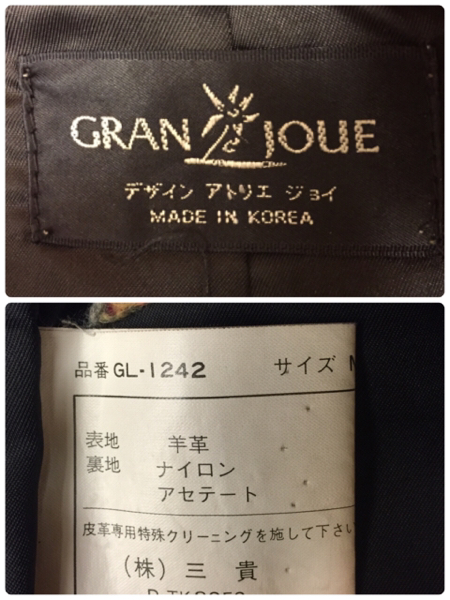 GRAN JOUE
デザイン アトリエ ジョイ
MADE IN KOREA
品番 GL-1242 サイズ
表地 羊革
裏地 ナイロン
アセテート
皮革専用特殊クリーニングを施して下さい
(株) 三 貴